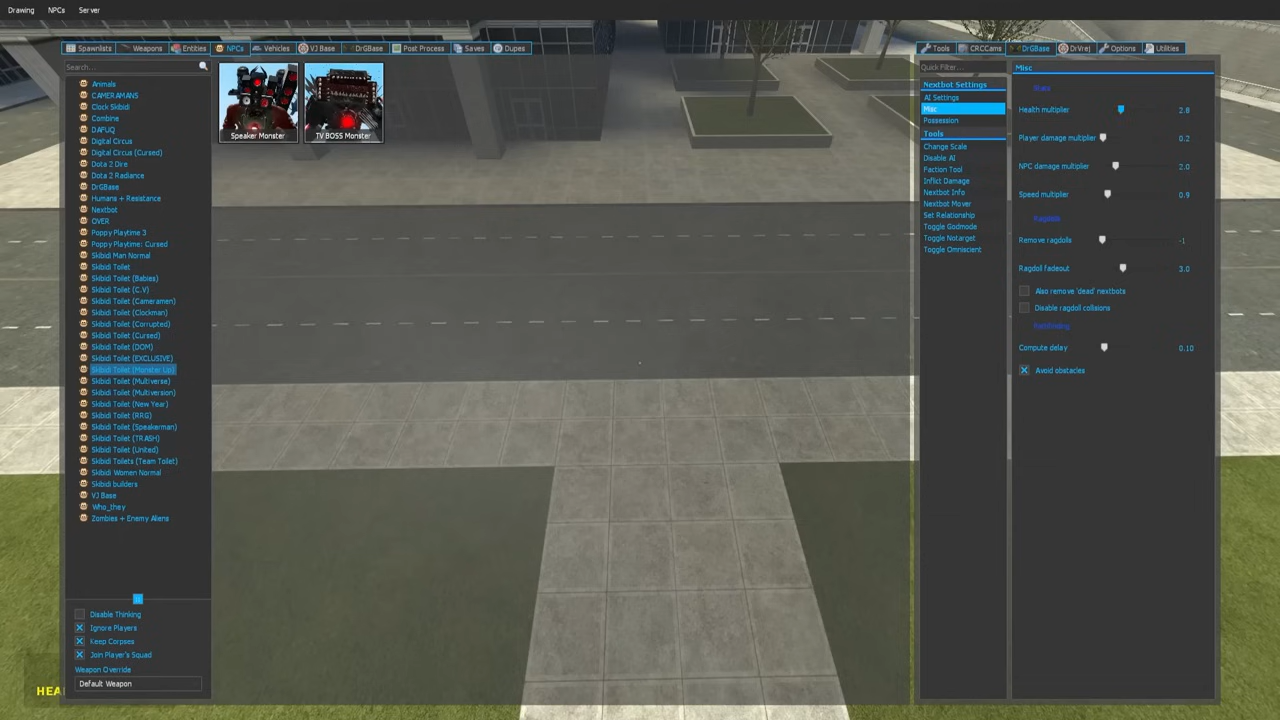 Drawing NPCs Server
Spawnlists Weapons Entities NPCs Vehicles VJ Base DrGBase Post Process Saves Dupes
Search...
Animals
CAMERAMANS
Clock Skibidi
Combine
DAFUQ
Digital Circus
Digital Circus (Cursed)
Dota 2 Dire
Dota 2 Radiance
DrGBase
Humans + Resistance
Nextbot
OVER
Poppy Playtime 3
Poppy Playtime: Cursed
Skibidi Man Normal
Skibidi Toilet
Skibidi Toilet (Babies)
Skibidi Toilet (C.V)
Skibidi Toilet (Cameramen)
Skibidi Toilet (Clockman)
Skibidi Toilet (Corrupted)
Skibidi Toilet (Cursed)
Skibidi Toilet (DOM)
Skibidi Toilet (EXCLUSIVE)
Skibidi Toilet (Monster Up)
Skibidi Toilet (Multiverse)
Skibidi Toilet (Multiversion)
Skibidi Toilet (New Year)
Skibidi Toilet (RRG)
Skibidi Toilet (Speakerman)
Skibidi Toilet (TRASH)
Skibidi Toilet (United)
Skibidi Toilets (Team Toilet)
Skibidi Women Normal
Skibidi builders
VJ Base
Who_they
Zombies + Enemy Aliens
Disable Thinking
Ignore Players
Keep Corpses
Join Player's Squad
Weapon Override
Default Weapon
HEA
Speaker Monster
TV BOSS Monster
Tools CRCCams DrGBase DrVrej Options Utilities
Quick Filter...
Nextbot Settings
AI Settings
Misc
Possession
Tools
Change Scale
Disable AI
Faction Tool
Inflict Damage
Nextbot Info
Nextbot Mover
Set Relationship
Toggle Godmode
Toggle Notarget
Toggle Omniscient
Misc
Stats
Health multiplier 2.8
Player damage multiplier 0.2
NPC damage multiplier 2.0
Speed multiplier 0.9
Ragdolls
Remove ragdolls -1
Ragdoll fadeout 3.0
Also remove 'dead' nextbots
Disable ragdoll collisions
Pathfinding
Compute delay 0.10
Avoid obstacles